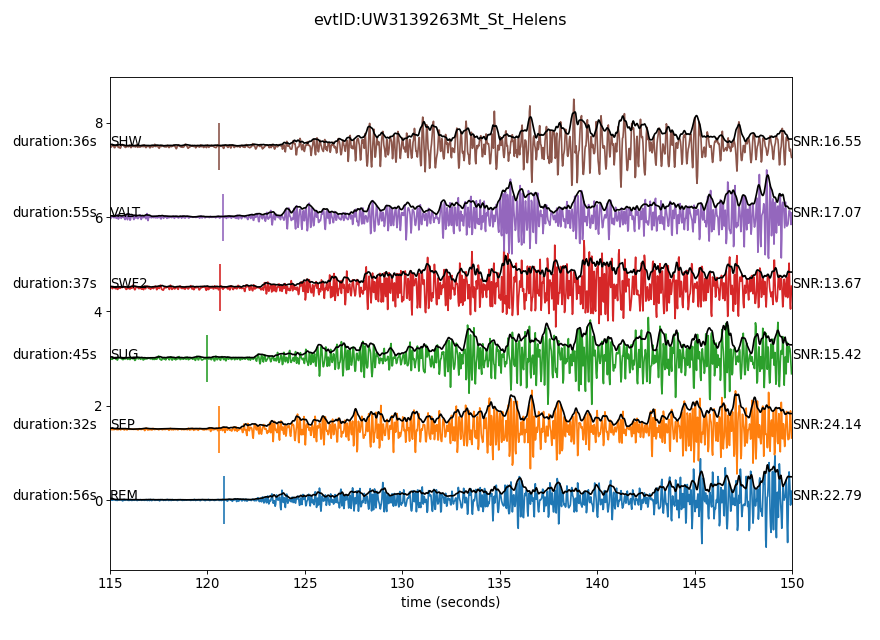 evtID:UW3139263Mt_St_Helens
8
duration:36s SHW SNR:16.55
duration:55s VALT SNR:17.07
6
duration:37s SWF2 SNR:13.67
4
duration:45s SUG SNR:15.42
2
duration:32s SEP SNR:24.14
duration:56s REM SNR:22.79
0
115 120 125 130 135 140 145 150
time (seconds)